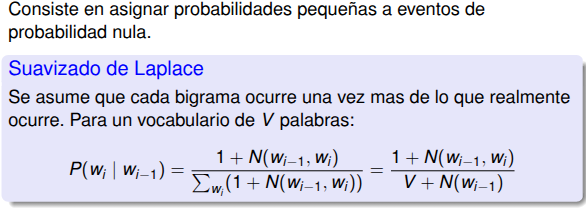 Consiste en asignar probabilidades pequeñas a eventos de
probabilidad nula.
Suavizado de Laplace
Se asume que cada bigrama ocurre una vez mas de lo que realmente
ocurre. Para un vocabulario de V palabras:
P(w_i | w_{i−1}) = \frac{1 + N(w_{i−1}, w_i)}{\sum_{w_i}(1 + N(w_{i−1}, w_i))} = \frac{1 + N(w_{i−1}, w_i)}{V + N(w_{i−1})}